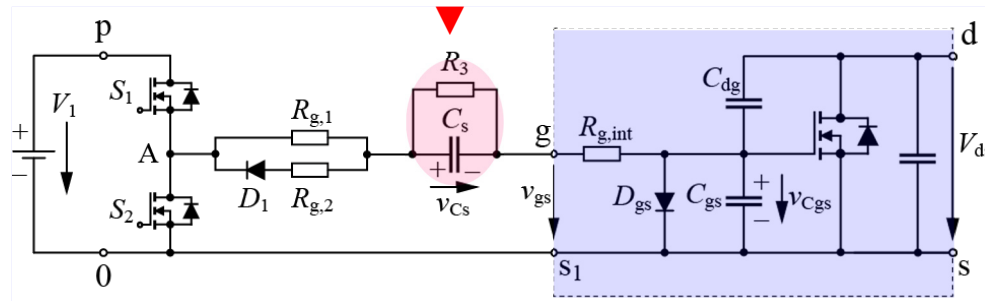 p
d
R3
S1
Cdg
V1
Rg,1
Cs
+
g
Rg,int
Vd
−
A
+ −
+
D1
Rg,2
vgs
Dgs
Cgs
vCgs
S2
vCs
−
0
s1
s